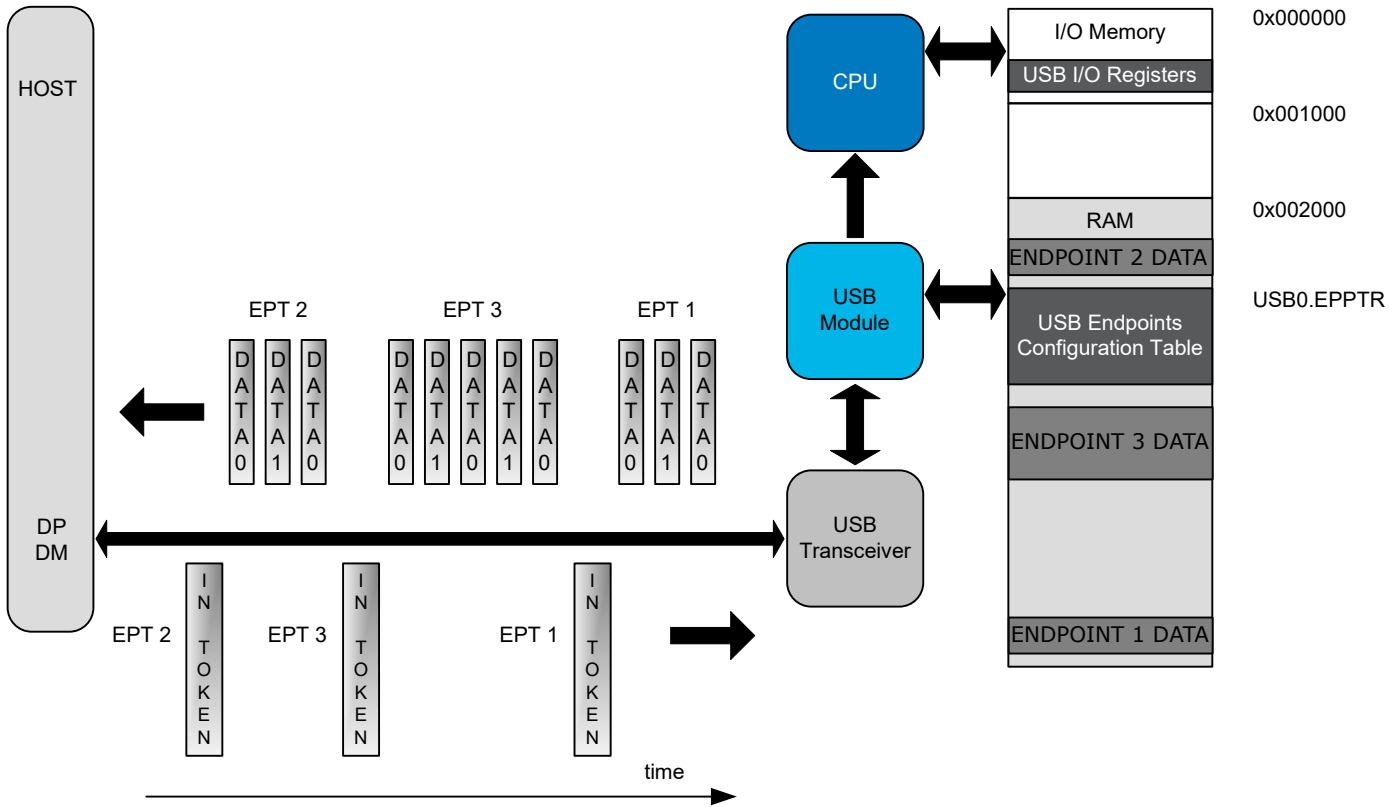 HOST
DP
DM
EPT 2
EPT 3
EPT 1
DATA0
DATA1
DATA0
DATA0
DATA1
DATA0
DATA1
DATA0
DATA0
DATA1
DATA0
EPT 2
IN TOKEN
EPT 3
IN TOKEN
EPT 1
IN TOKEN
time
CPU
USB
Module
USB
Transceiver
I/O Memory
USB I/O Registers
RAM
ENDPOINT 2 DATA
USB Endpoints
Configuration Table
ENDPOINT 3 DATA
ENDPOINT 1 DATA
0x000000
0x001000
0x002000
USB0.EPPTR